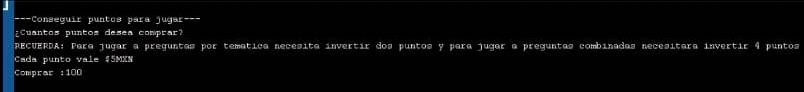 ---Conseguir puntos para jugar---
¿Cuantos puntos desea comprar?
RECUERDA: Para jugar a preguntas por tematica necesita invertir dos puntos y para jugar a preguntas combinadas necesitara invertir 4 puntos
Cada punto vale $5MXN
Comprar :100